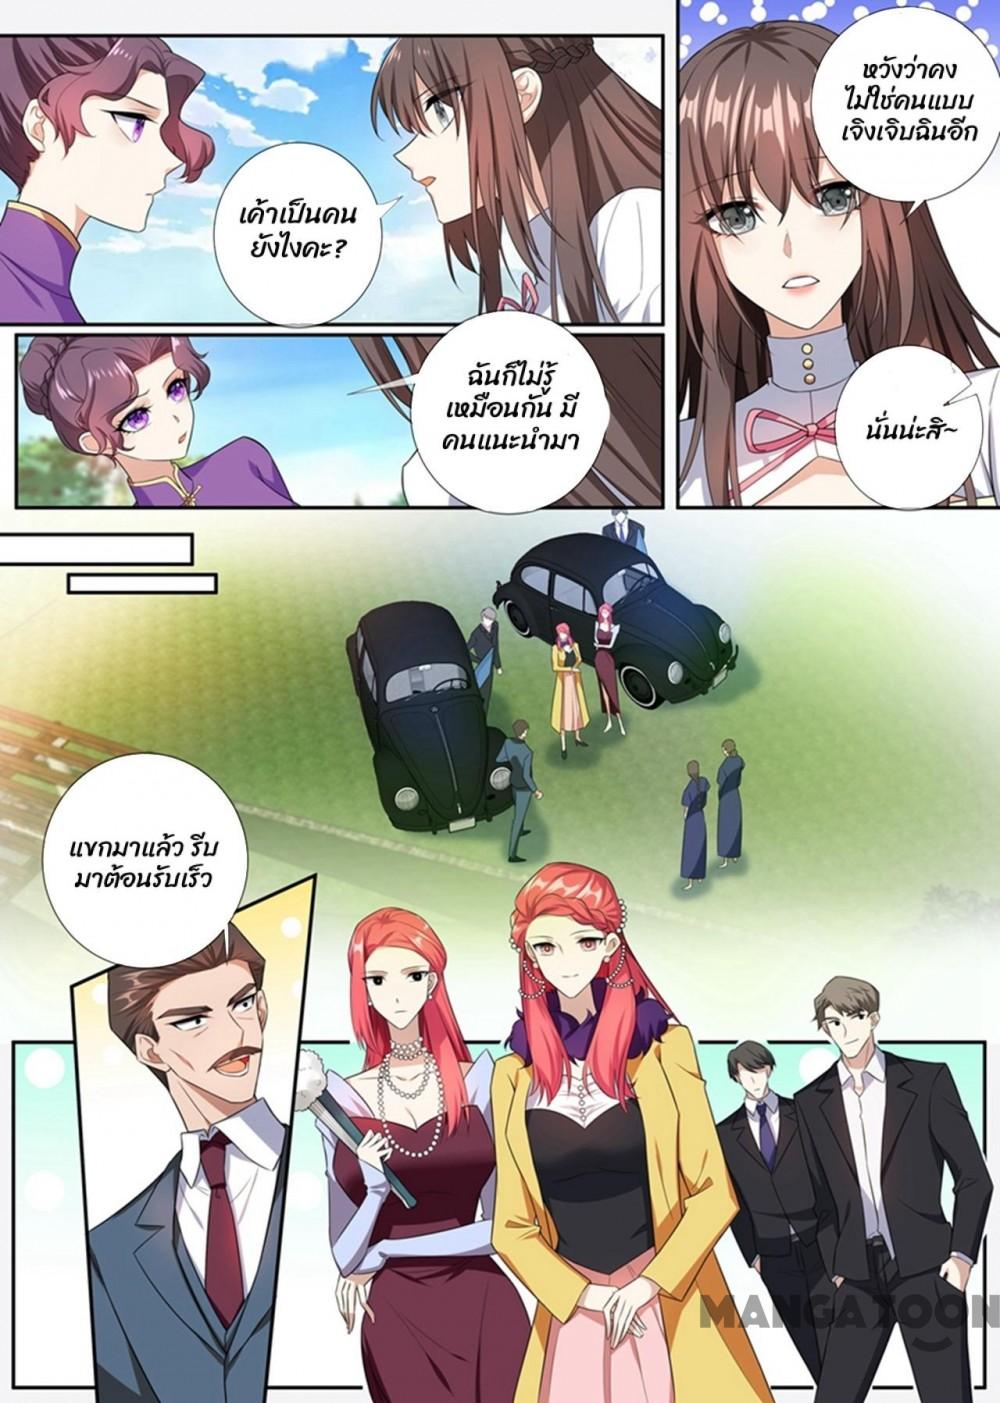 เค้าเป็นคน
ยังไงคะ?
ฉันก็ไม่รู้
เหมือนกัน มี
คนแนะนำมา
หวังว่าคง
ไม่ใช่คนแบบ
เจิงเจิบฉินอีก
นั่นน่ะสิ~
แขกมาแล้ว รีบ
มาต้อนรับเร็ว
MANGATOON